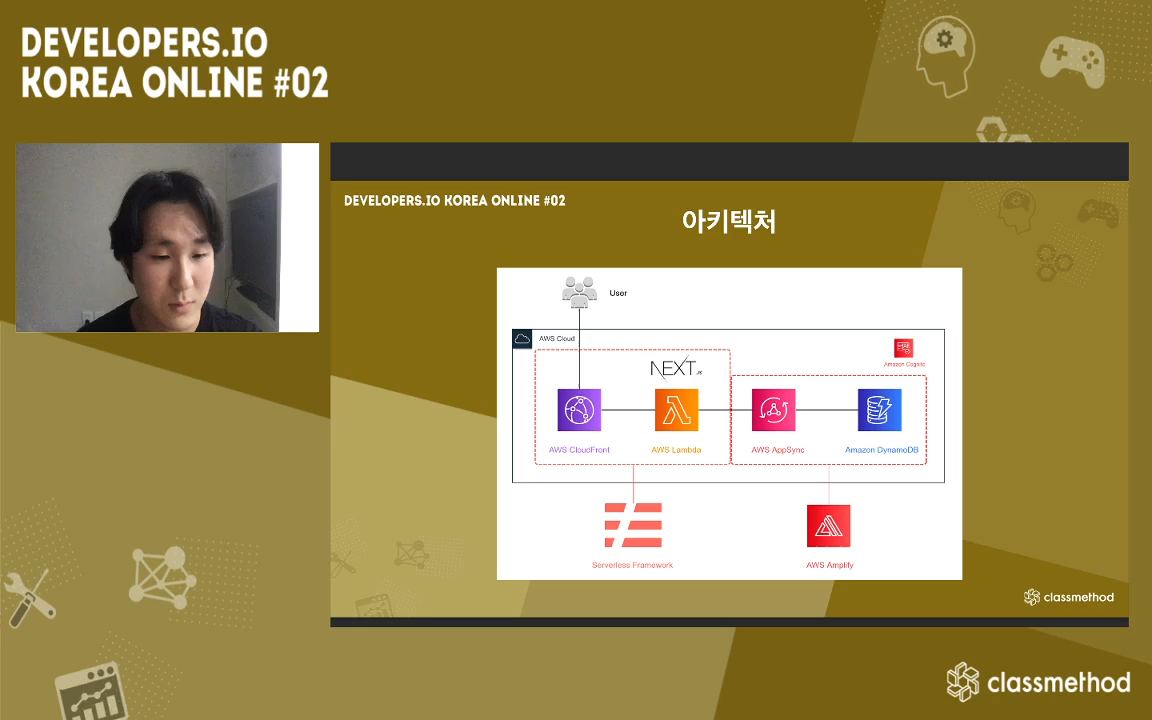 DEVELOPERS.IO
KOREA ONLINE #02
DEVELOPERS.IO KOREA ONLINE #02
아키텍처
User
AWS Cloud
NEXT.JS
Amazon Cognito
AWS CloudFront
AWS Lambda
AWS AppSync
Amazon DynamoDB
Serverless Framework
AWS Amplify
classmethod
classmethod